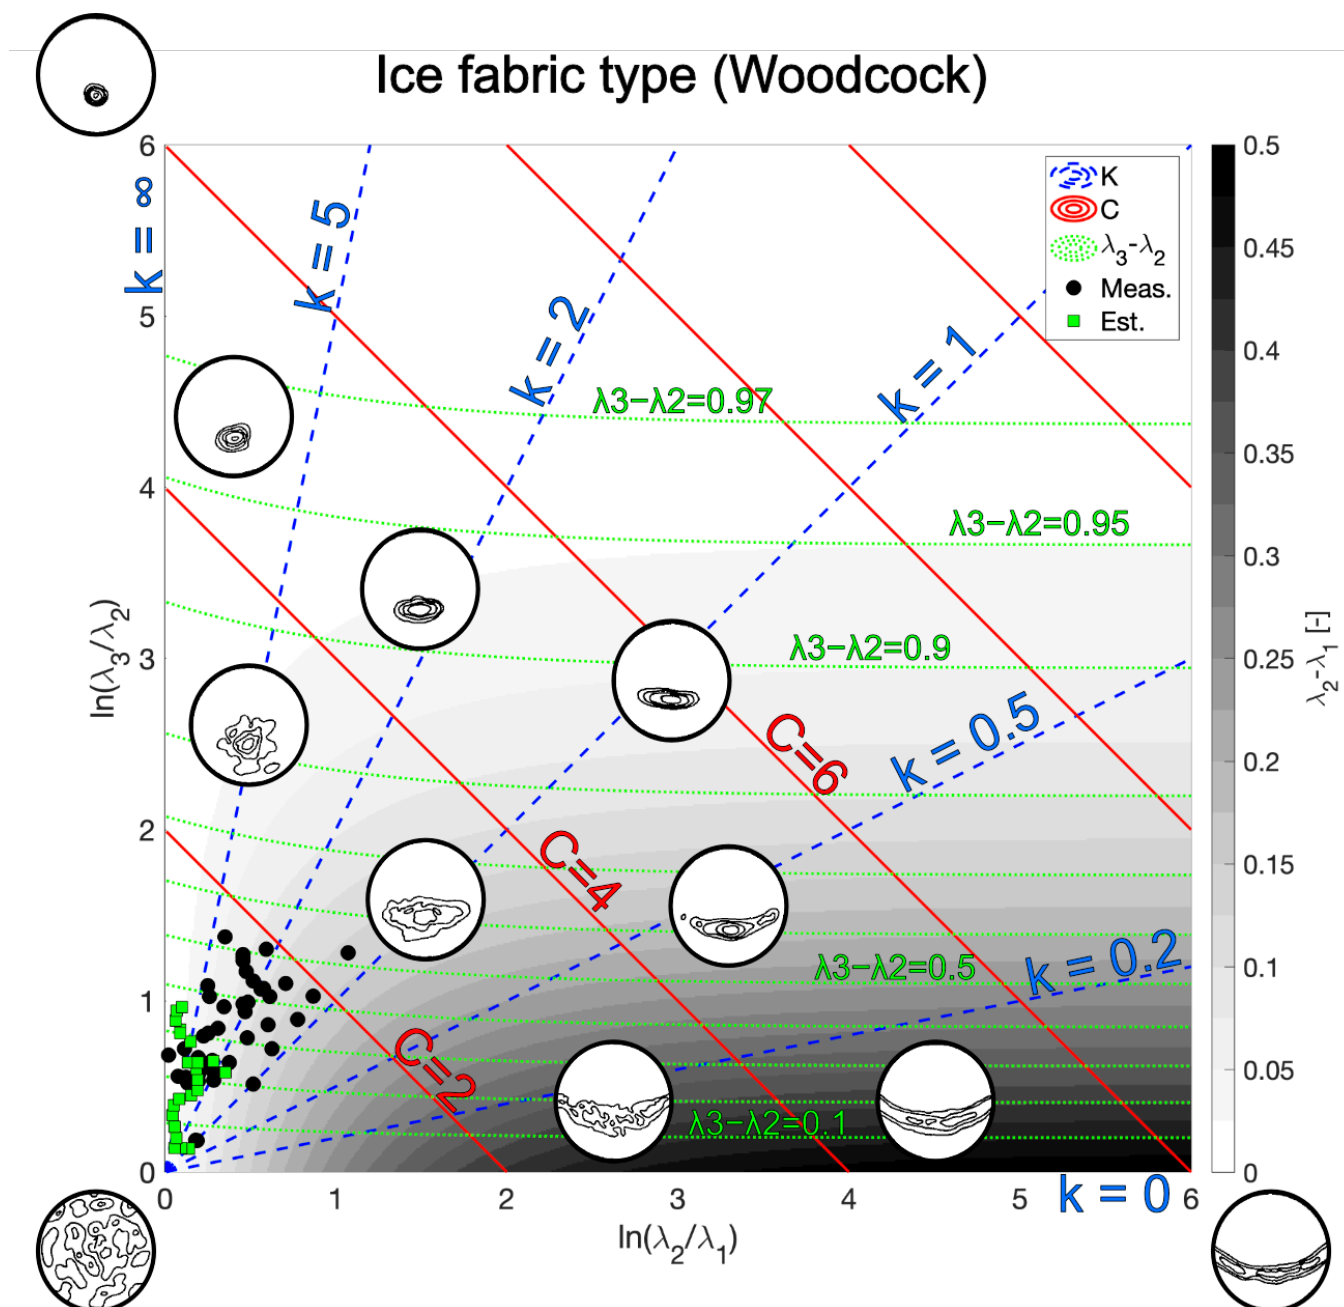 Ice fabric type (Woodcock)
6
5
4
3
2
1
0
ln(λ₃/λ₂)
k = ∞
k = 5
k = 2
k = 1
k = 0.5
k = 0.2
k = 0
K
C
λ₃-λ₂
Meas.
Est.
λ3−λ2=0.97
λ3−λ2=0.95
λ3−λ2=0.9
λ3−λ2=0.5
λ3−λ2=0.1
C=6
C=4
C=2
0 1 2 3 4 5 6
ln(λ₂/λ₁)
0.5
0.45
0.4
0.35
0.3
0.25
0.2
0.15
0.1
0.05
0
λ₂-λ₁ [-]